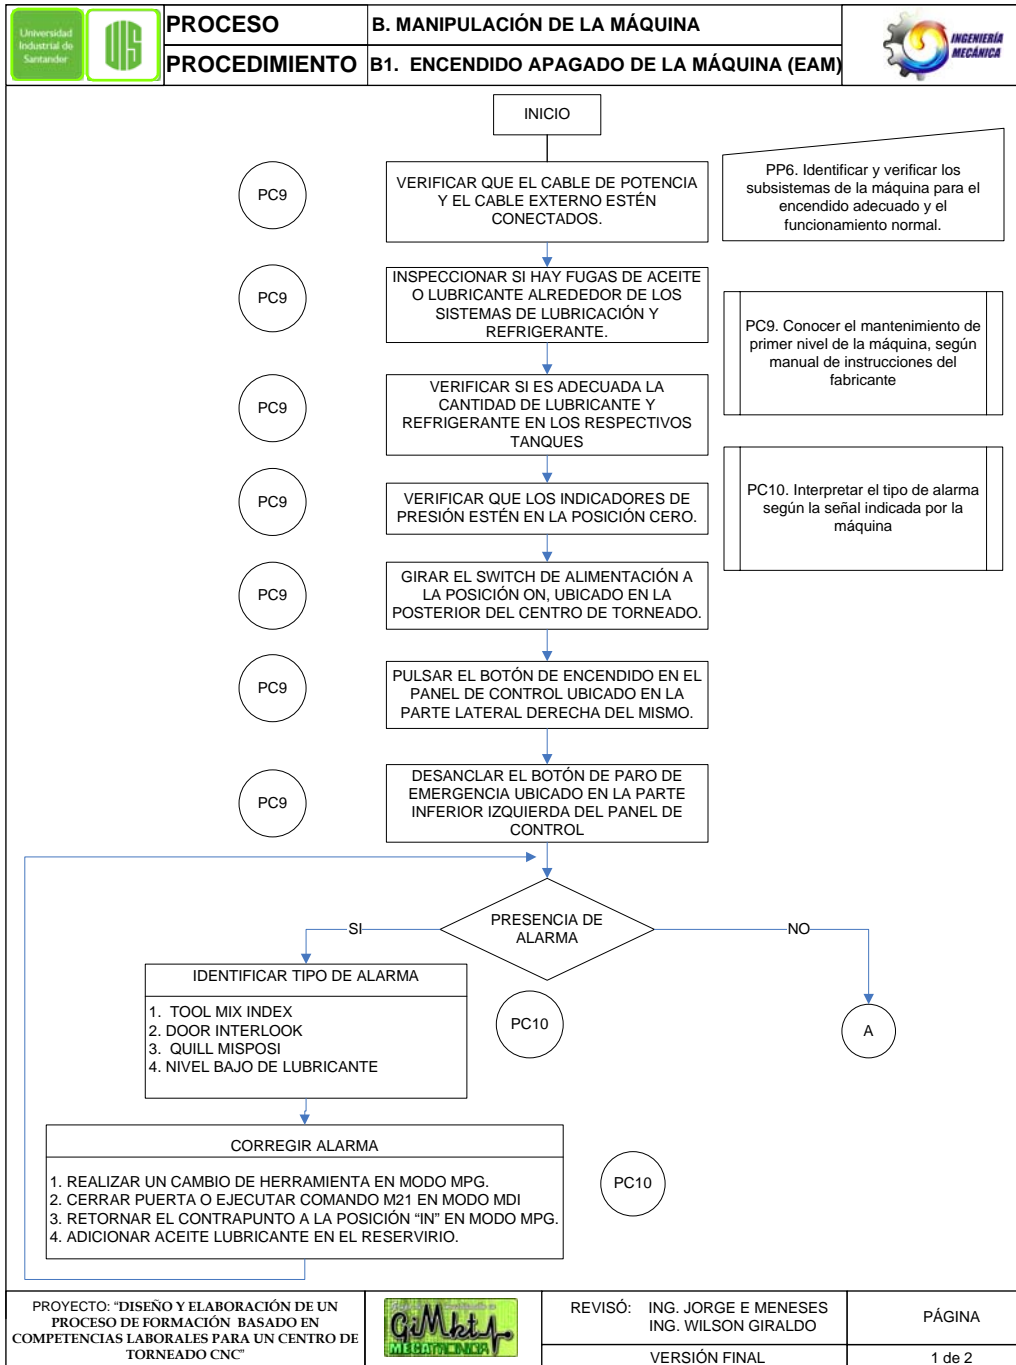 Universidad
Industrial de
Santander
UIS
PROCESO
B. MANIPULACIÓN DE LA MÁQUINA
PROCEDIMIENTO
B1. ENCENDIDO APAGADO DE LA MÁQUINA (EAM)
INGENIERÍA
MECÁNICA
INICIO
PC9
VERIFICAR QUE EL CABLE DE POTENCIA
Y EL CABLE EXTERNO ESTÉN
CONECTADOS.
PP6. Identificar y verificar los
subsistemas de la máquina para el
encendido adecuado y el
funcionamiento normal.
PC9
INSPECCIONAR SI HAY FUGAS DE ACEITE
O LUBRICANTE ALREDEDOR DE LOS
SISTEMAS DE LUBRICACIÓN Y
REFRIGERANTE.
PC9. Conocer el mantenimiento de
primer nivel de la máquina, según
manual de instrucciones del
fabricante
PC9
VERIFICAR SI ES ADECUADA LA
CANTIDAD DE LUBRICANTE Y
REFRIGERANTE EN LOS RESPECTIVOS
TANQUES
PC9
VERIFICAR QUE LOS INDICADORES DE
PRESIÓN ESTÉN EN LA POSICIÓN CERO.
PC10. Interpretar el tipo de alarma
según la señal indicada por la
máquina
PC9
GIRAR EL SWITCH DE ALIMENTACIÓN A
LA POSICIÓN ON, UBICADO EN LA
POSTERIOR DEL CENTRO DE TORNEADO.
PC9
PULSAR EL BOTÓN DE ENCENDIDO EN EL
PANEL DE CONTROL UBICADO EN LA
PARTE LATERAL DERECHA DEL MISMO.
PC9
DESANCLAR EL BOTÓN DE PARO DE
EMERGENCIA UBICADO EN LA PARTE
INFERIOR IZQUIERDA DEL PANEL DE
CONTROL
PRESENCIA DE
ALARMA
SI
NO
IDENTIFICAR TIPO DE ALARMA
1. TOOL MIX INDEX
2. DOOR INTERLOOK
3. QUILL MISPOSI
4. NIVEL BAJO DE LUBRICANTE
PC10
A
CORREGIR ALARMA
1. REALIZAR UN CAMBIO DE HERRAMIENTA EN MODO MPG.
2. CERRAR PUERTA O EJECUTAR COMANDO M21 EN MODO MDI
3. RETORNAR EL CONTRAPUNTO A LA POSICIÓN “IN” EN MODO MPG.
4. ADICIONAR ACEITE LUBRICANTE EN EL RESERVIRIO.
PC10
PROYECTO: “DISEÑO Y ELABORACIÓN DE UN
PROCESO DE FORMACIÓN BASADO EN
COMPETENCIAS LABORALES PARA UN CENTRO DE
TORNEADO CNC”
GiMkt
MECATRONICA
REVISÓ: ING. JORGE E MENESES
ING. WILSON GIRALDO
VERSIÓN FINAL
PÁGINA
1 de 2